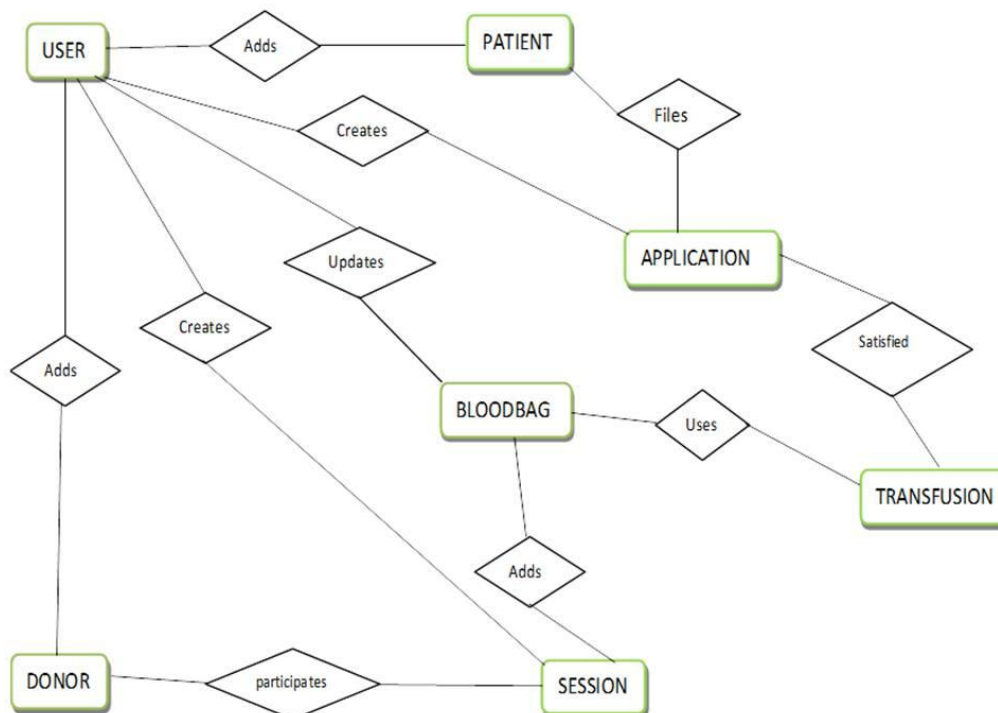 USER
Adds
PATIENT
Creates
Files
Updates
APPLICATION
Creates
Satisfied
Adds
BLOODBAG
Uses
TRANSFUSION
Adds
DONOR
participates
SESSION